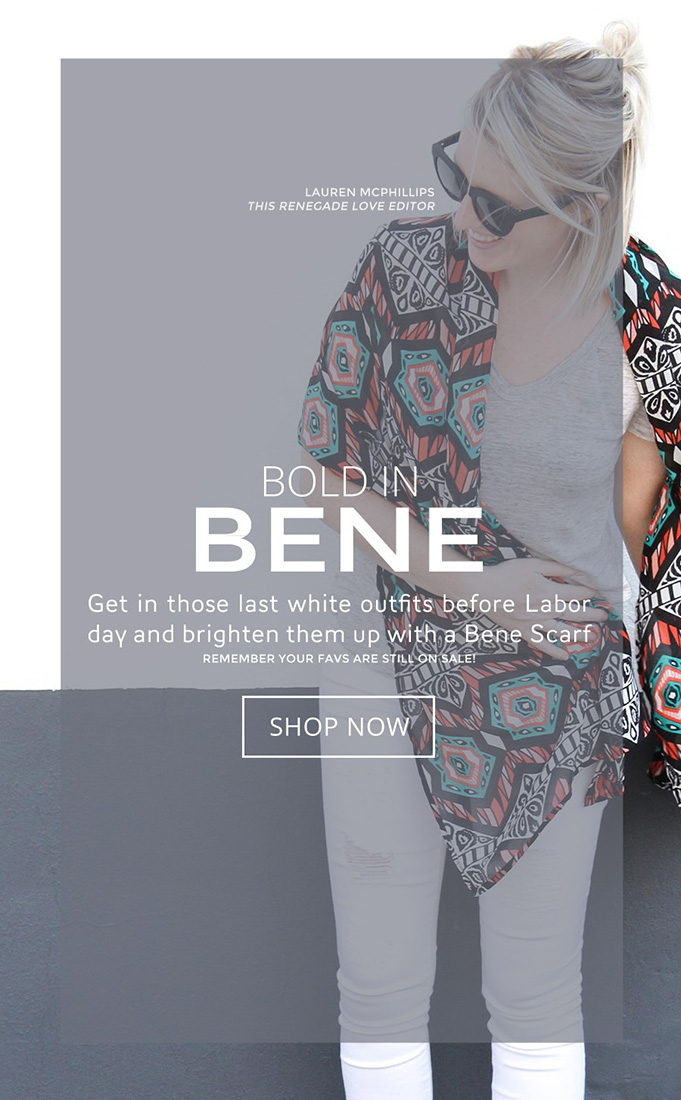 LAUREN MCPHILLIPS
THIS RENEGADE LOVE EDITOR
BOLD IN
BENE
Get in those last white outfits before Labor
day and brighten them up with a Bene Scarf
REMEMBER YOUR FAVS ARE STILL ON SALE!
SHOP NOW